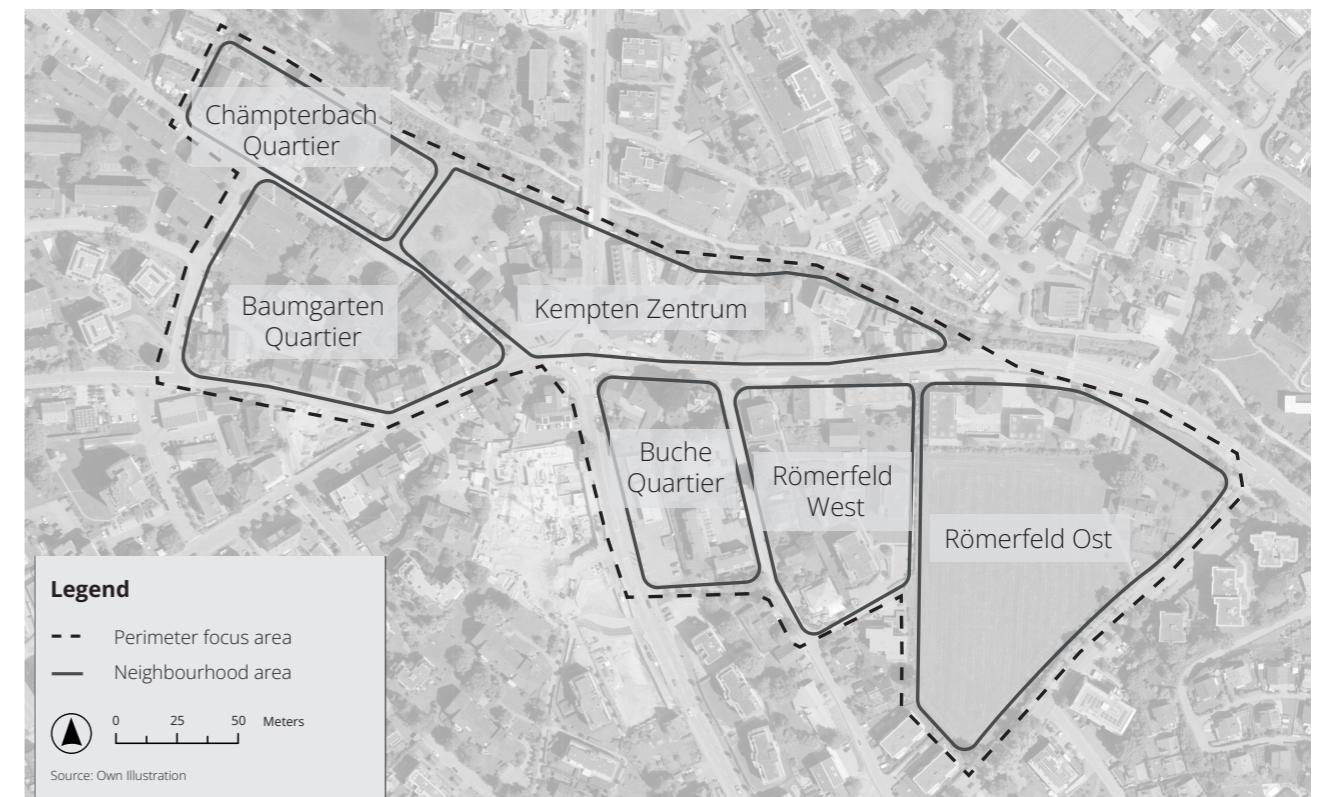 Chämpterbach
Quartier
Baumgarten
Quartier
Kempten Zentrum
Buche
Quartier
Römerfeld
West
Römerfeld Ost
Legend
Perimeter focus area
Neighbourhood area
0 25 50 Meters
Source: Own Illustration